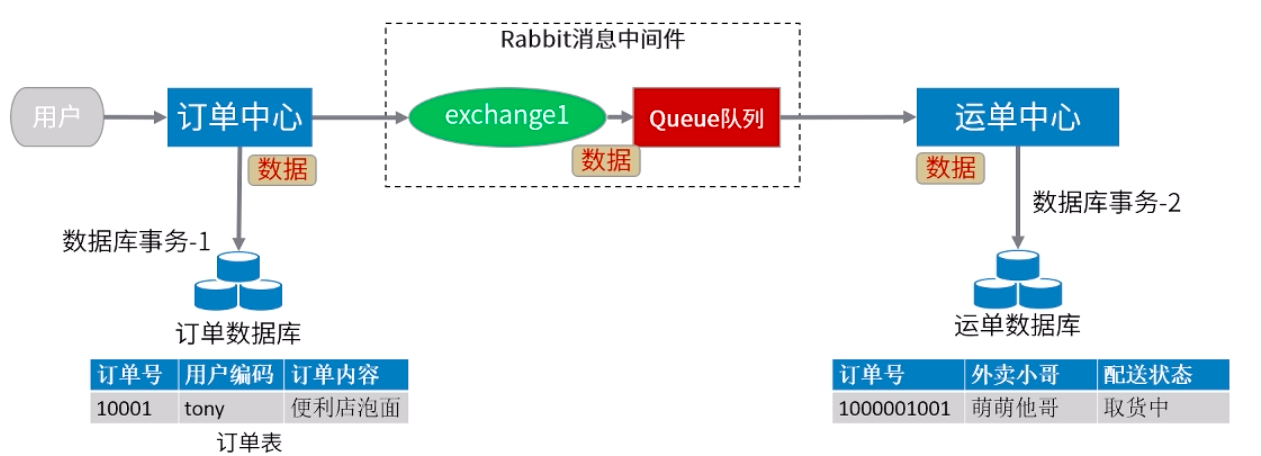 Rabbit消息中间件
用户
订单中心
exchange1
Queue队列
运单中心
数据
数据
数据
数据库事务-1
数据库事务-2
订单数据库
运单数据库
订单号 用户编码 订单内容
10001 tony 便利店泡面
订单表
订单号 外卖小哥 配送状态
1000001001 萌萌他哥 取货中